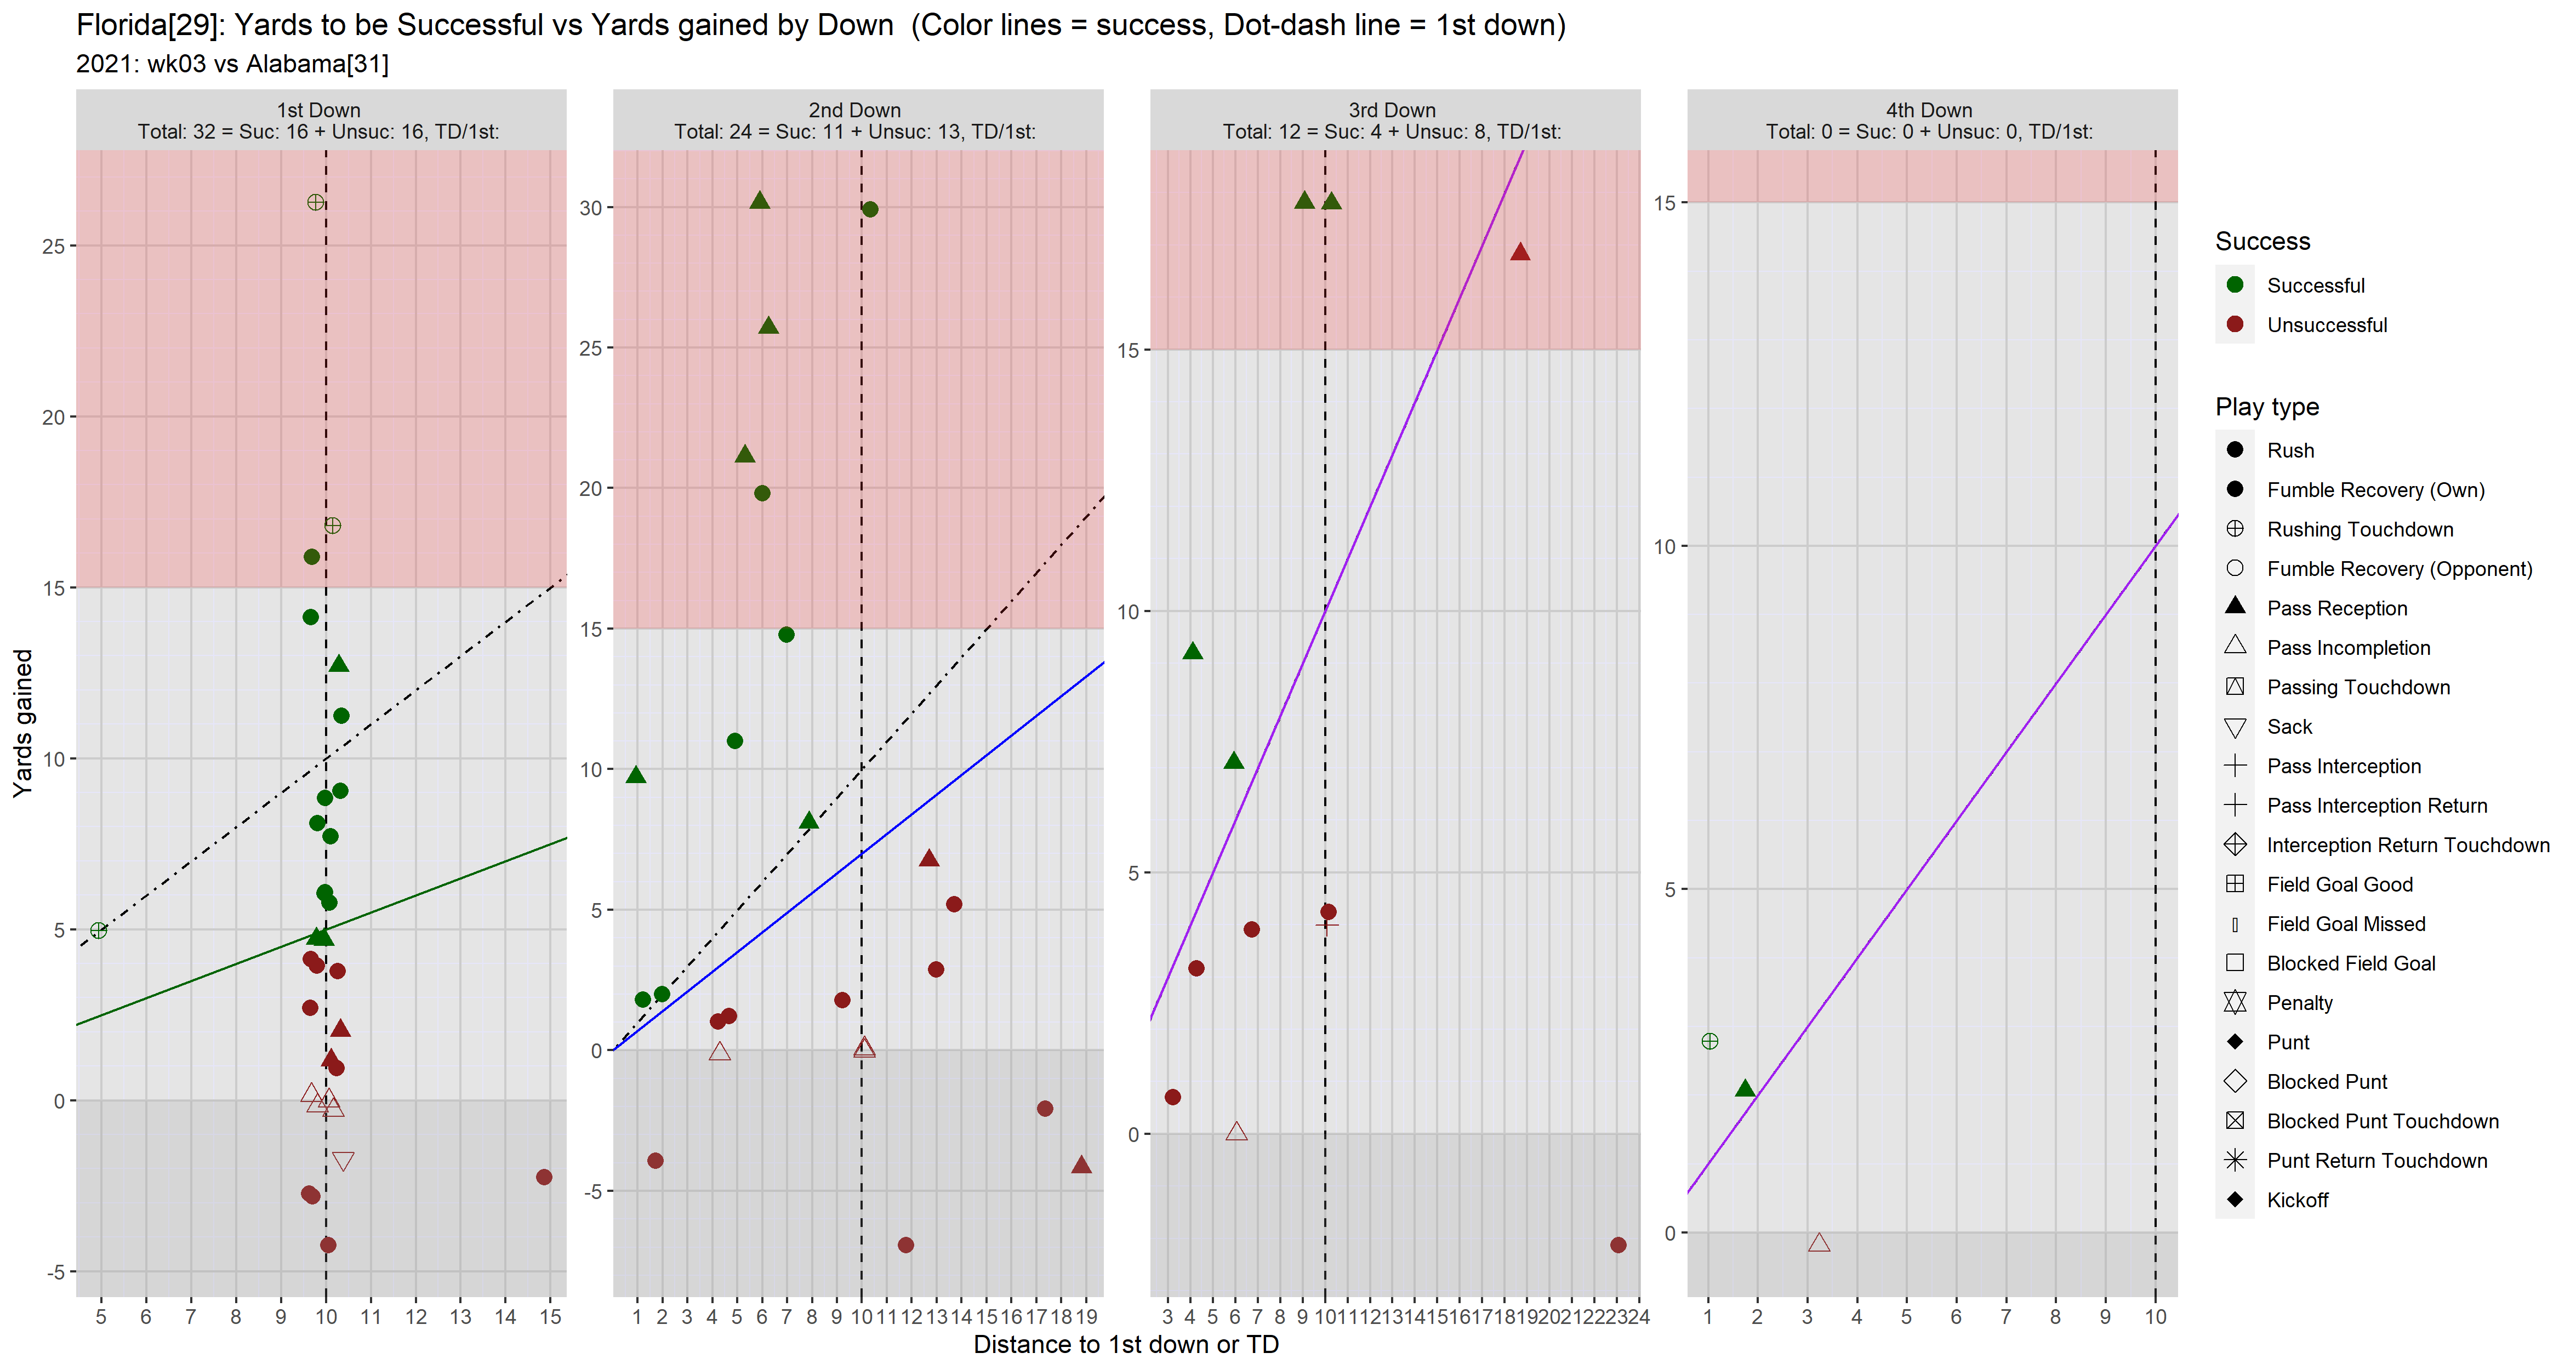 Florida[29]: Yards to be Successful vs Yards gained by Down  (Color lines = success, Dot-dash line = 1st down)
2021: wk03 vs Alabama[31]
1st Down
Total: 32 = Suc: 16 + Unsuc: 16, TD/1st:
2nd Down
Total: 24 = Suc: 11 + Unsuc: 13, TD/1st:
3rd Down
Total: 12 = Suc: 4 + Unsuc: 8, TD/1st:
4th Down
Total: 0 = Suc: 0 + Unsuc: 0, TD/1st:
Yards gained
25
20
15
10
5
0
-5
30
25
20
15
10
5
0
-5
15
10
5
0
15
10
5
0
5 6 7 8 9 10 11 12 13 14 15
1 2 3 4 5 6 7 8 9 10 11 12 13 14 15 16 17 18 19
3 4 5 6 7 8 9 10 11 12 13 14 15 16 17 18 19 20 21 22 23 24
1 2 3 4 5 6 7 8 9 10
Distance to 1st down or TD
Success
Successful
Unsuccessful
Play type
Rush
Fumble Recovery (Own)
Rushing Touchdown
Fumble Recovery (Opponent)
Pass Reception
Pass Incompletion
Passing Touchdown
Sack
Pass Interception
Pass Interception Return
Interception Return Touchdown
Field Goal Good
Field Goal Missed
Blocked Field Goal
Penalty
Punt
Blocked Punt
Blocked Punt Touchdown
Punt Return Touchdown
Kickoff